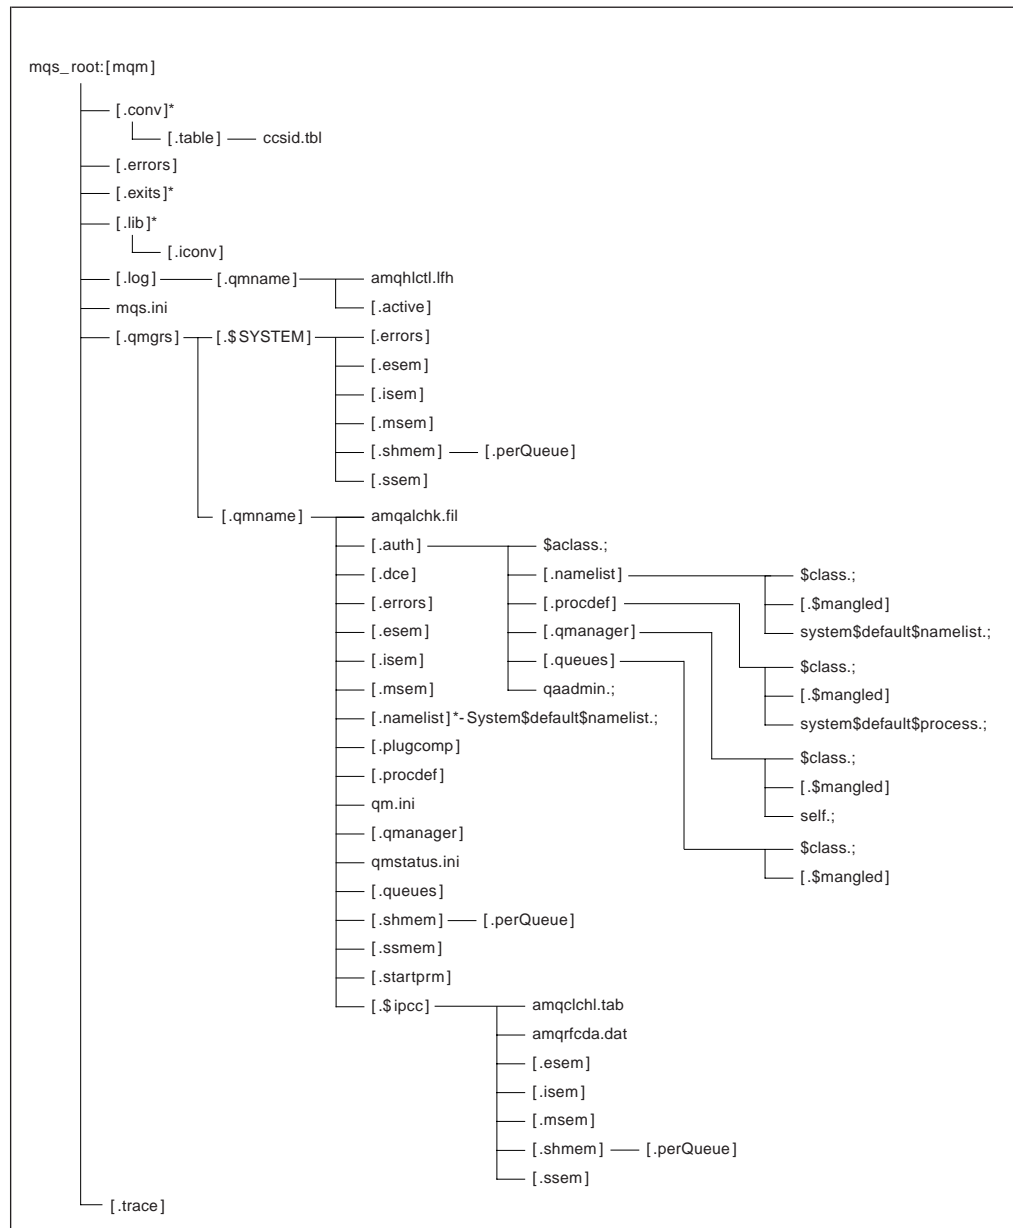 mqs_root:[mqm]
[.conv]*
[.table] ccsid.tbl
[.errors]
[.exits]*
[.lib]*
[.iconv]
[.log] [.qmname] amqhlctl.lfh
mqs.ini [.active]
[.qmgrs] [.$SYSTEM] [.errors]
[.esem]
[.isem]
[.msem]
[.shmem] [.perQueue]
[.ssem]
[.qmname] amqalchk.fil
[.auth] $aclass.;
[.dce] [.namelist] $class.;
[.errors] [.procdef] [.$mangled]
[.esem] [.qmanager] system$default$namelist.;
[.isem] [.queues] $class.;
[.msem] qaadmin.; [.$mangled]
[.namelist]*-System$default$namelist.; system$default$process.;
[.plugcomp] $class.;
[.procdef] [.$mangled]
qm.ini self.;
[.qmanager] $class.;
qmstatus.ini [.$mangled]
[.queues]
[.shmem] [.perQueue]
[.ssmem]
[.startprm]
[.$ipcc] amqclchl.tab
amqrfcda.dat
[.esem]
[.isem]
[.msem]
[.shmem] [.perQueue]
[.ssem]
[.trace]